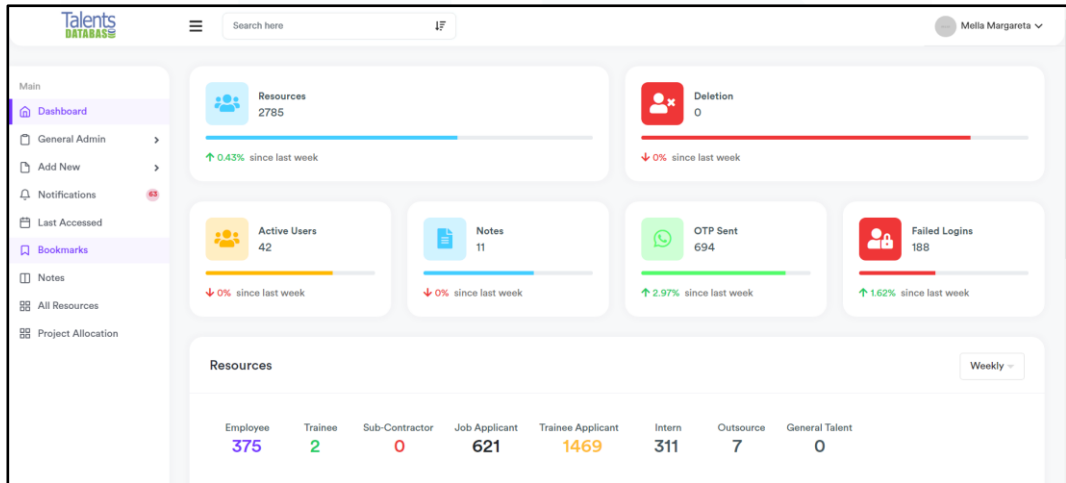 Talents
DATABASE
Search here
Mella Margareta
Main
Dashboard
General Admin
Add New
Notifications 63
Last Accessed
Bookmarks
Notes
All Resources
Project Allocation
Resources
2785
0.43% since last week
Deletion
0
0% since last week
Active Users
42
0% since last week
Notes
11
0% since last week
OTP Sent
694
2.97% since last week
Failed Logins
188
1.62% since last week
Resources
Weekly
Employee Trainee Sub-Contractor Job Applicant Trainee Applicant Intern Outsource General Talent
375 2 0 621 1469 311 7 0